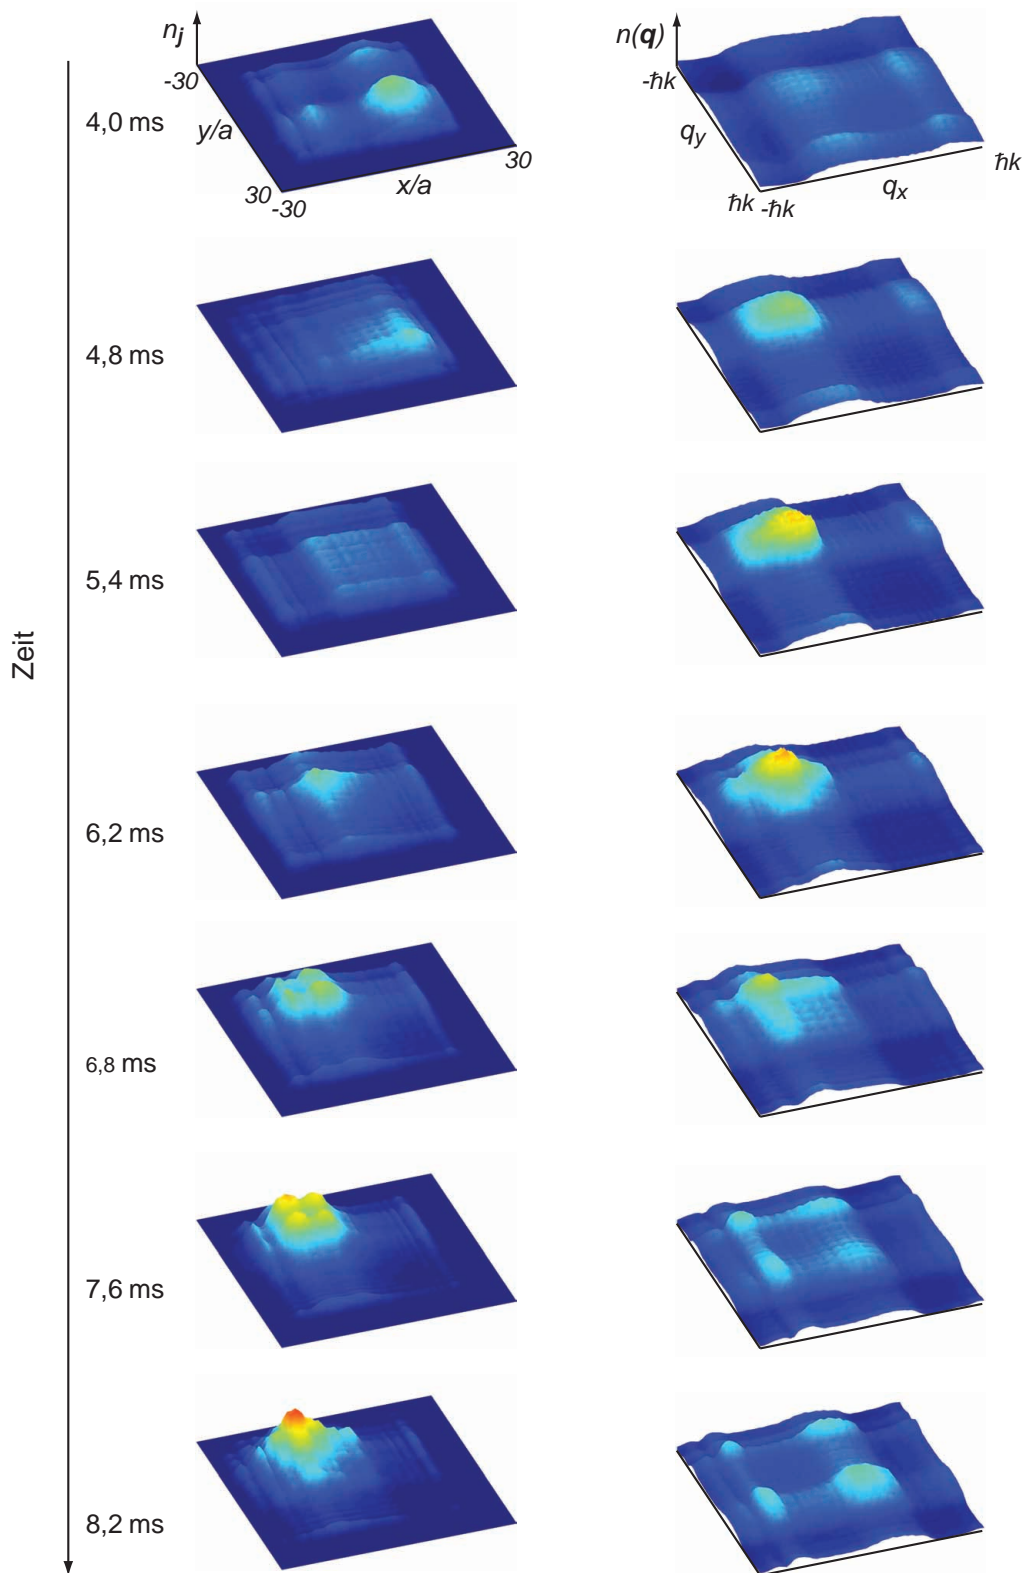 n_j
n(q)
-30
-ħk
4,0 ms
y/a
q_y
30
ħk
x/a
q_x
30
-30
ħk
-ħk
4,8 ms
5,4 ms
Zeit
6,2 ms
6,8 ms
7,6 ms
8,2 ms